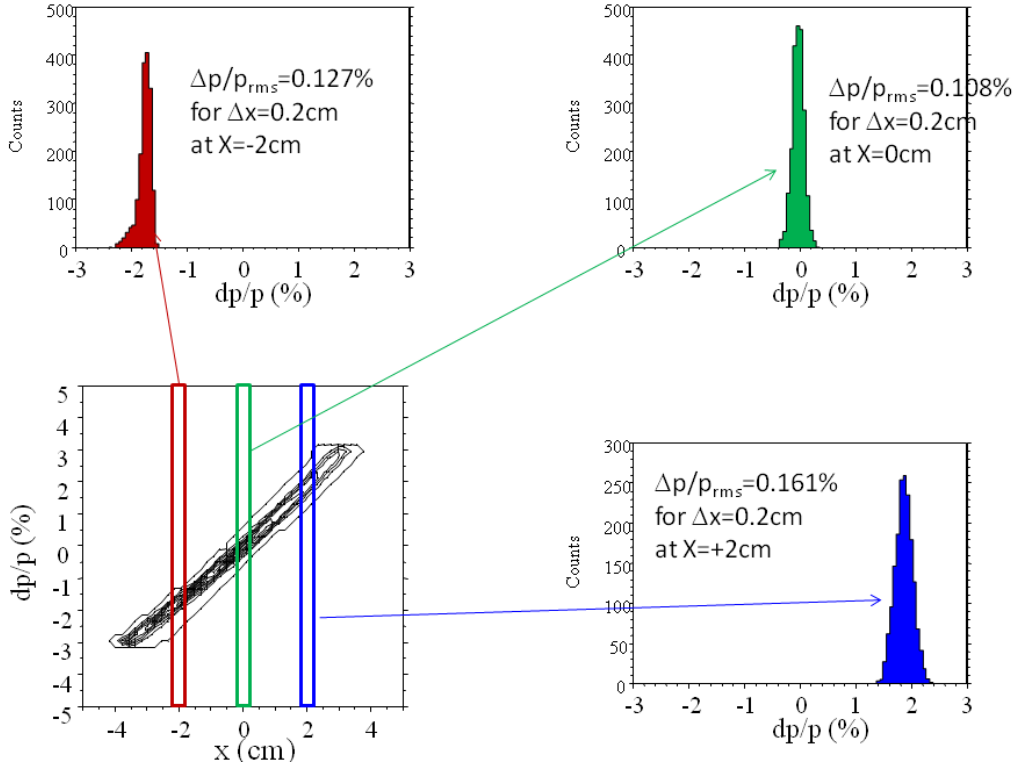 500
400
300
200
100
0
Counts
Δp/prms=0.127%
for Δx=0.2cm
at X=-2cm
-3 -2 -1 0 1 2 3
dp/p (%)
500
400
300
200
100
0
Counts
Δp/prms=0.108%
for Δx=0.2cm
at X=0cm
-3 -2 -1 0 1 2 3
dp/p (%)
5
4
3
2
1
0
-1
-2
-3
-4
-5
dp/p (%)
-4 -2 0 2 4
x (cm)
300
250
200
150
100
50
0
Counts
Δp/prms=0.161%
for Δx=0.2cm
at X=+2cm
-3 -2 -1 0 1 2 3
dp/p (%)